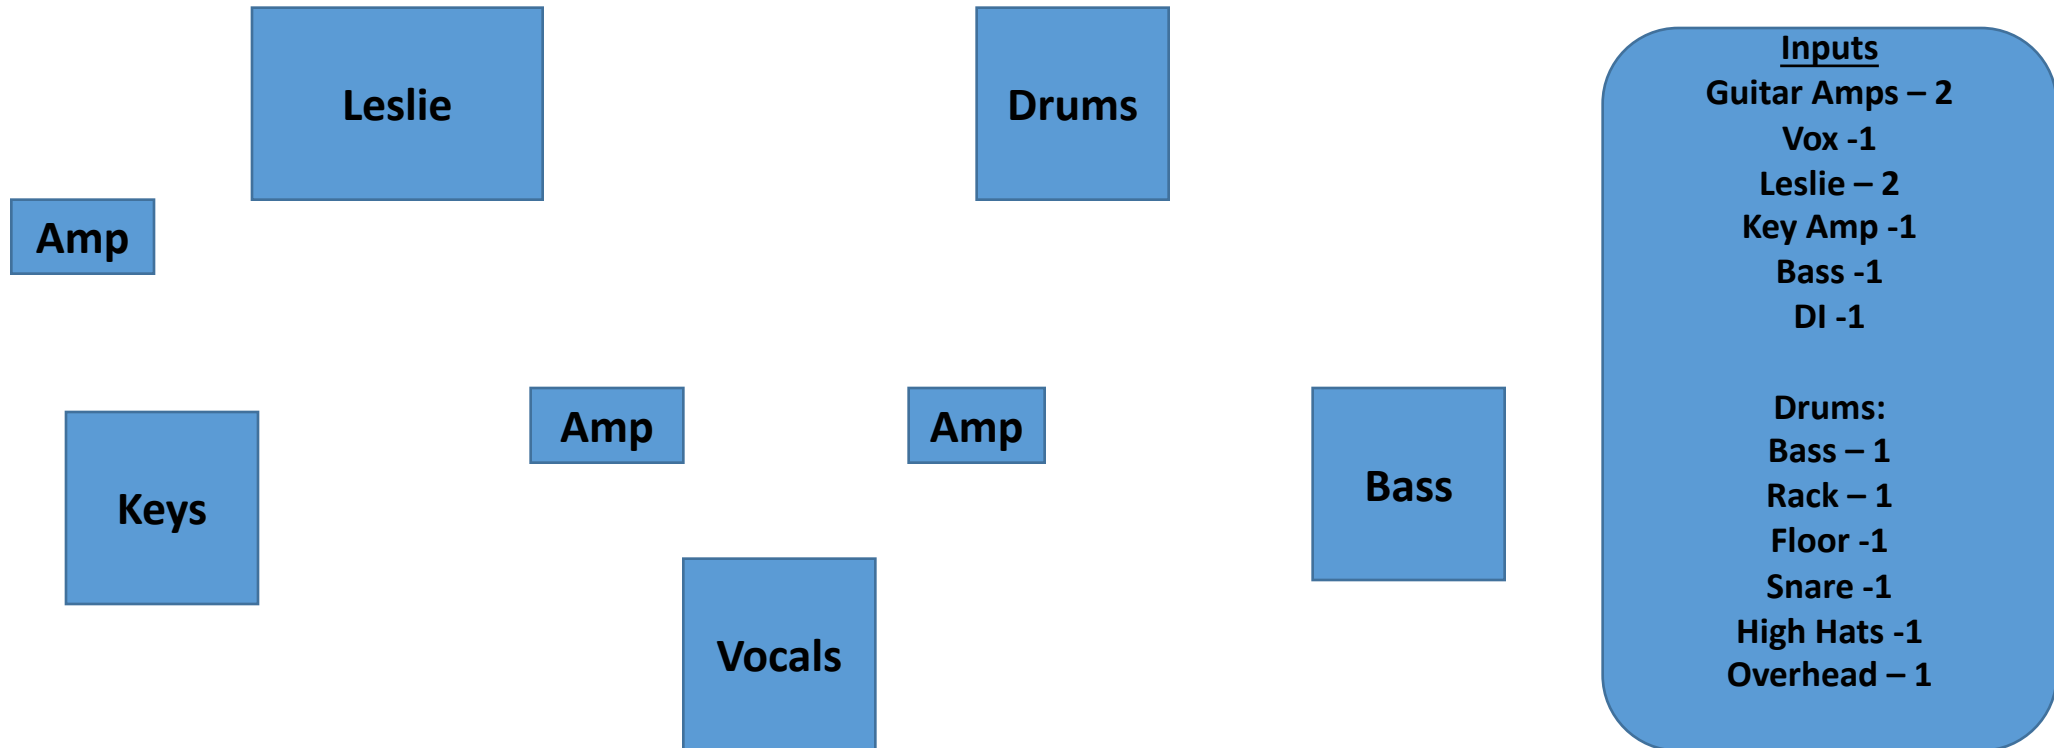 Leslie
Drums
Amp
Amp
Amp
Keys
Bass
Vocals
Inputs
Guitar Amps – 2
Vox -1
Leslie – 2
Key Amp -1
Bass -1
DI -1
Drums:
Bass – 1
Rack – 1
Floor -1
Snare -1
High Hats -1
Overhead – 1